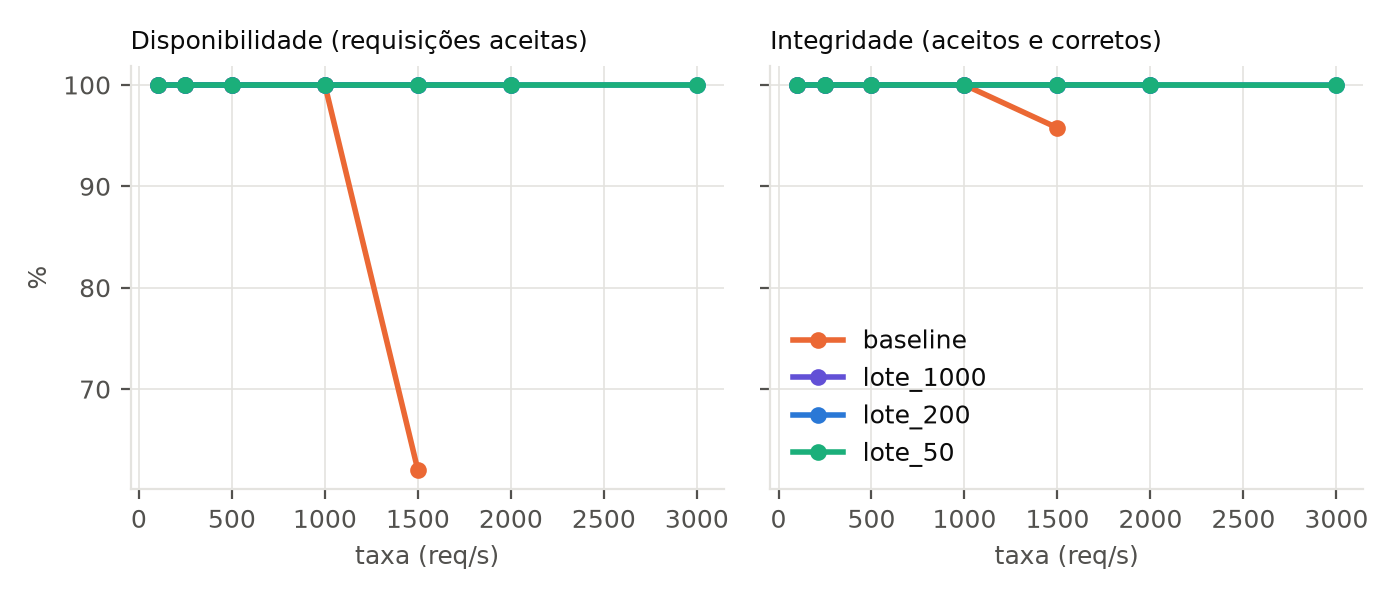 Disponibilidade (requisições aceitas)
Integridade (aceitos e corretos)
100
90
80
70
%
baseline
lote_1000
lote_200
lote_50
0 500 1000 1500 2000 2500 3000
0 500 1000 1500 2000 2500 3000
taxa (req/s)
taxa (req/s)